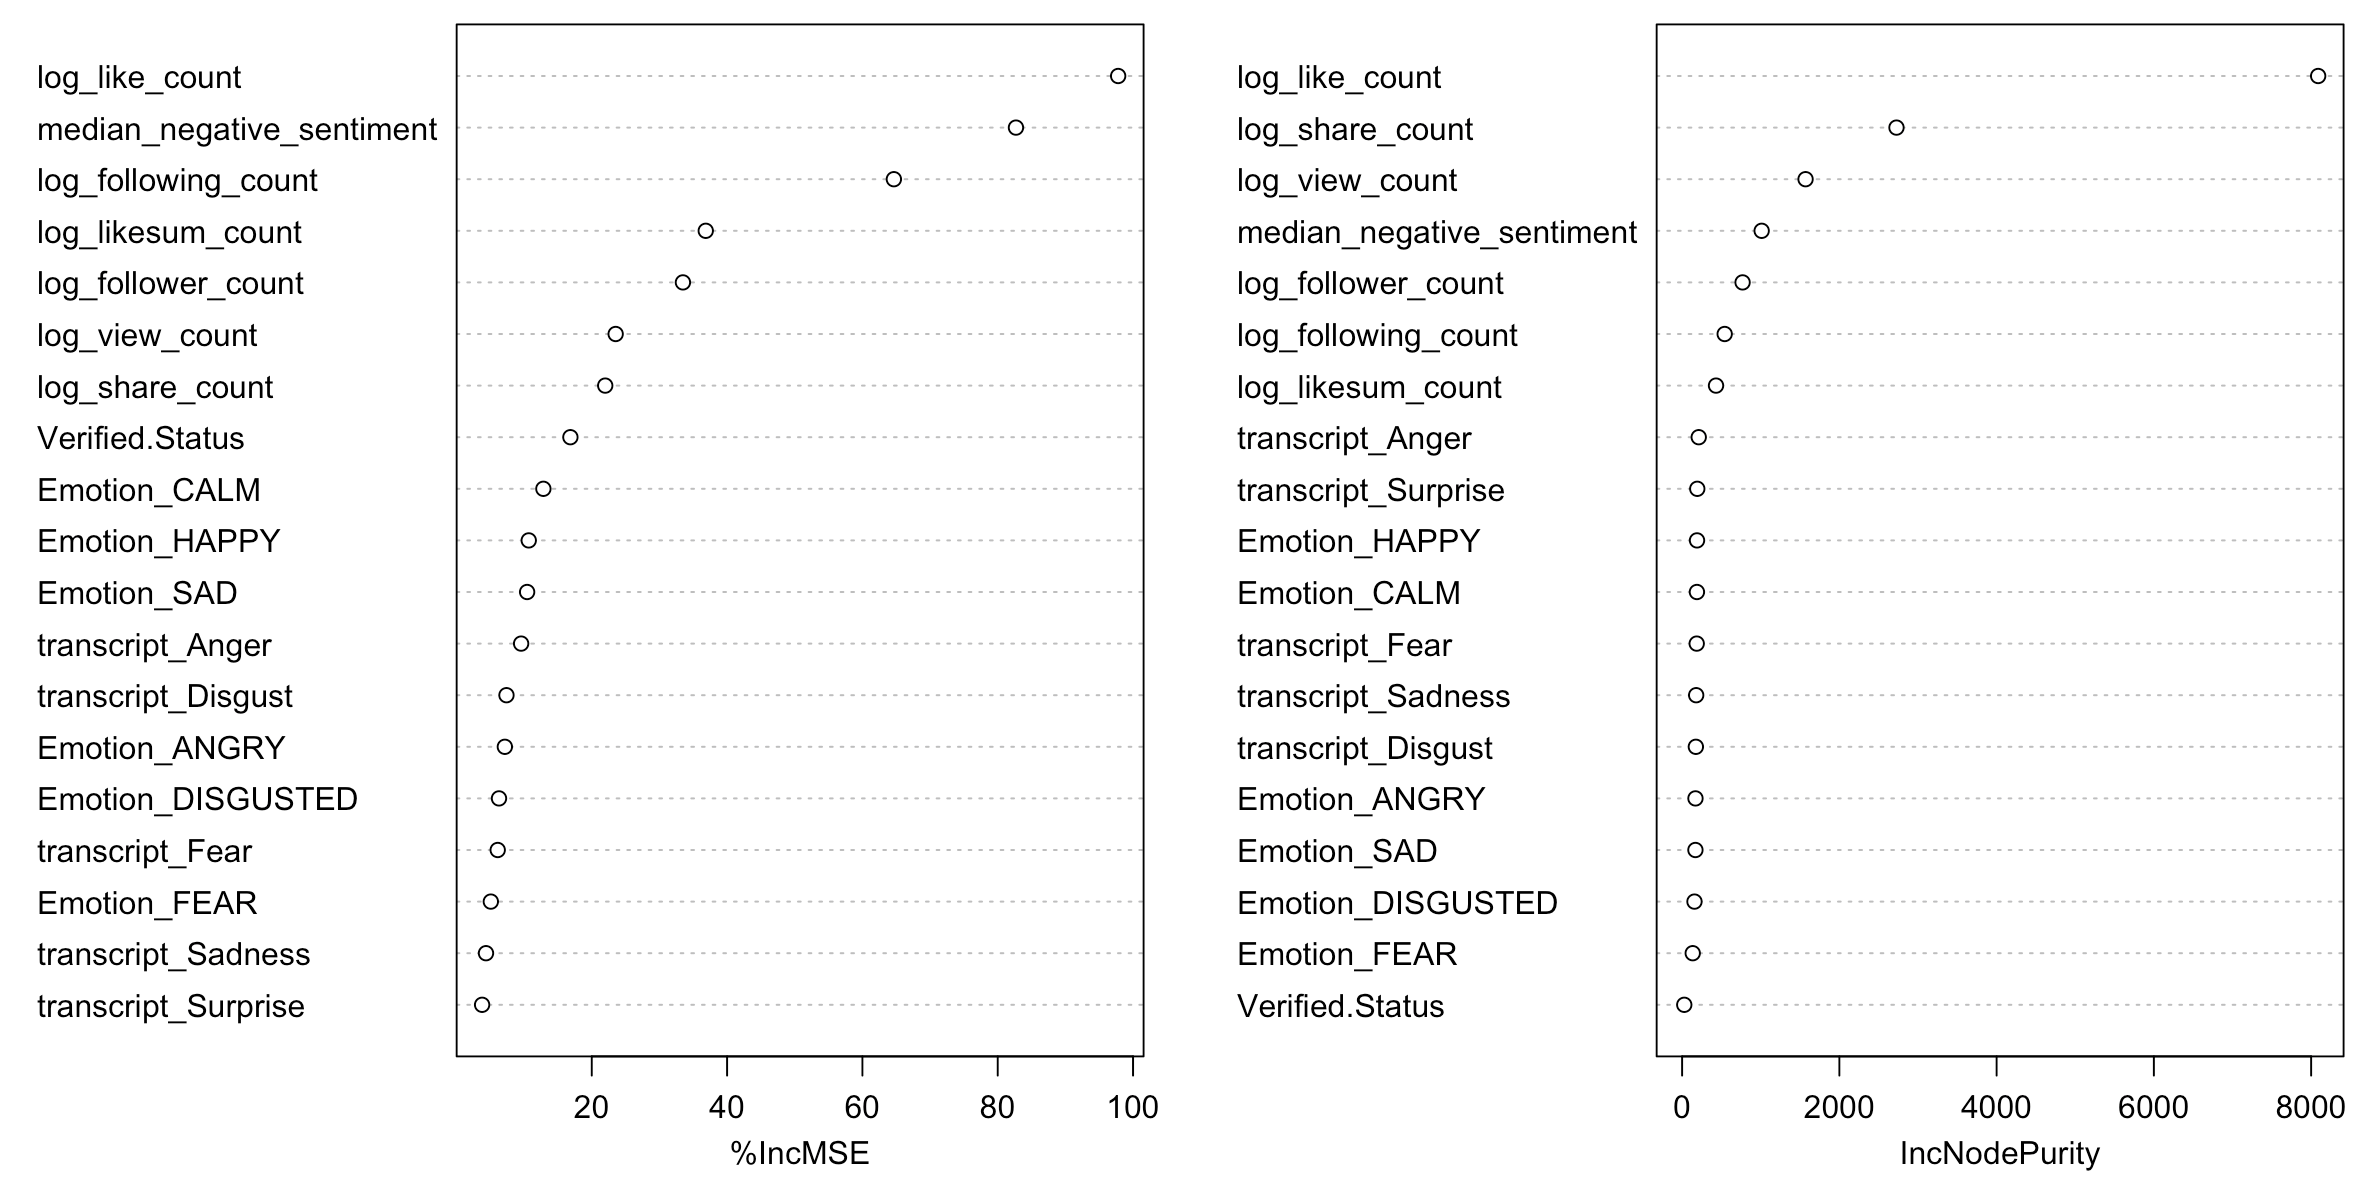 log_like_count
median_negative_sentiment
log_following_count
log_likesum_count
log_follower_count
log_view_count
log_share_count
Verified.Status
Emotion_CALM
Emotion_HAPPY
Emotion_SAD
transcript_Anger
transcript_Disgust
Emotion_ANGRY
Emotion_DISGUSTED
transcript_Fear
Emotion_FEAR
transcript_Sadness
transcript_Surprise
20 40 60 80 100
%IncMSE
log_like_count
log_share_count
log_view_count
median_negative_sentiment
log_follower_count
log_following_count
log_likesum_count
transcript_Anger
transcript_Surprise
Emotion_HAPPY
Emotion_CALM
transcript_Fear
transcript_Sadness
transcript_Disgust
Emotion_ANGRY
Emotion_SAD
Emotion_DISGUSTED
Emotion_FEAR
Verified.Status
0 2000 4000 6000 8000
IncNodePurity